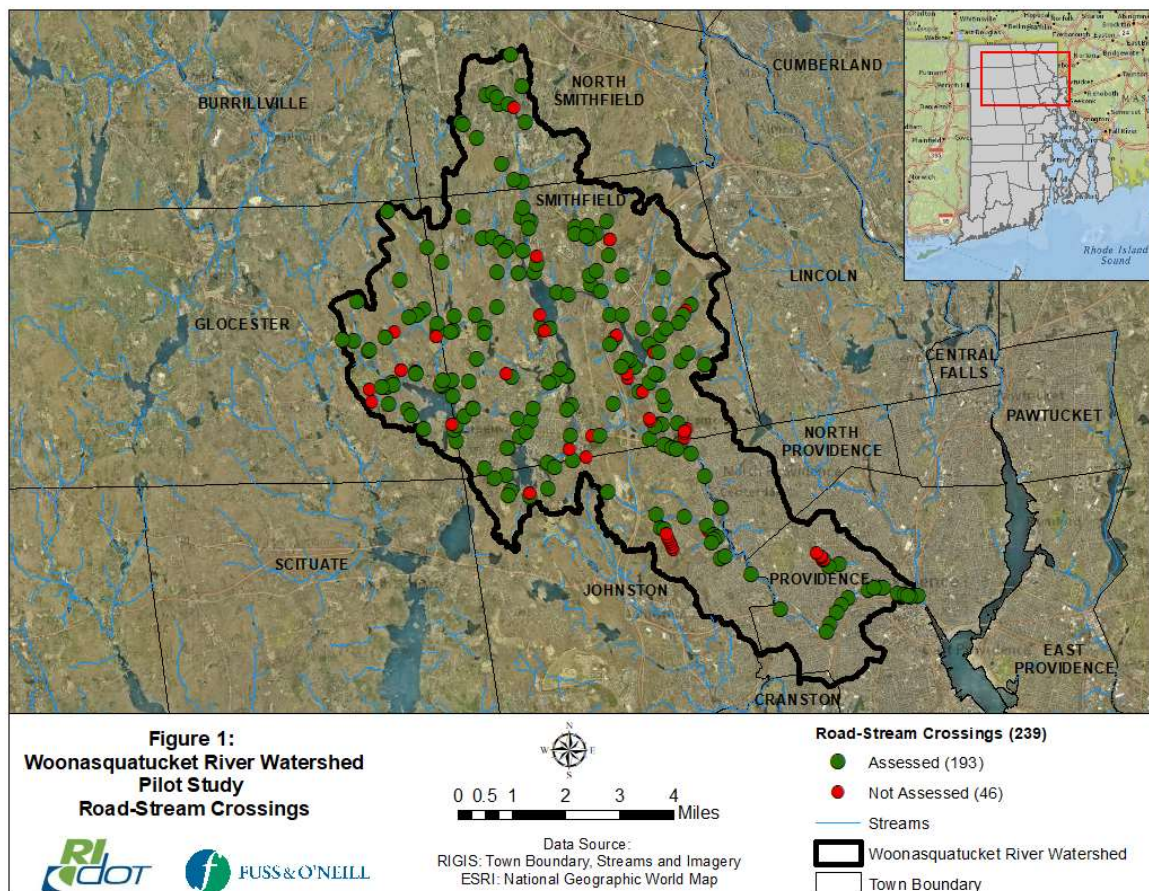 NORTH
SMITHFIELD
CUMBERLAND
BURRILLVILLE
SMITHFIELD
LINCOLN
GLOCESTER
CENTRAL
FALLS
PAWTUCKET
NORTH
PROVIDENCE
SCITUATE
JOHNSTON
PROVIDENCE
EAST
PROVIDENCE
CRANSTON
Rhode Island
Sound
Figure 1:
Woonasquatucket River Watershed
Pilot Study
Road-Stream Crossings
RI
DOT
FUSS & O'NEILL
N
W E
S
0 0.5 1 2 3 4
Miles
Data Source:
RIGIS: Town Boundary, Streams and Imagery
ESRI: National Geographic World Map
Road-Stream Crossings (239)
Assessed (193)
Not Assessed (46)
Streams
Woonasquatucket River Watershed
Town Boundary